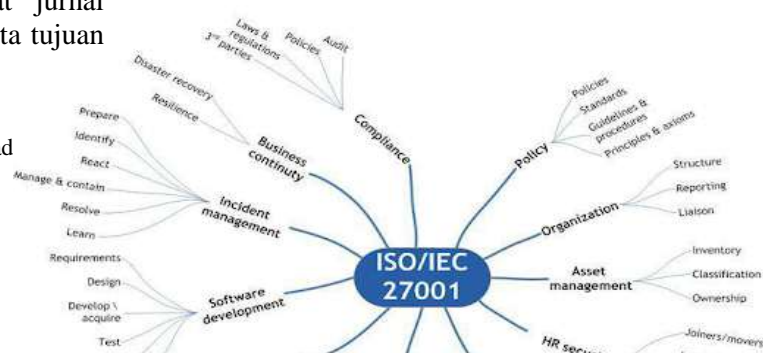 jurnal
ta tujuan
Laws &
regulations
3rd parties
Policies
Audit
Compliance
Disaster recovery
Resilience
Business
continuty
Prepare
Identify
React
Manage & contain
Resolve
Learn
Incident
management
Requirements
Design
Develop \
acquire
Test
Software
development
ISO/IEC
27001
Policies
Standards
Guidelines &
procedures
Principles & axioms
Policy
Structure
Reporting
Liaison
Organization
Inventory
Classification
Ownership
Asset
management
HR
Joiners/movers